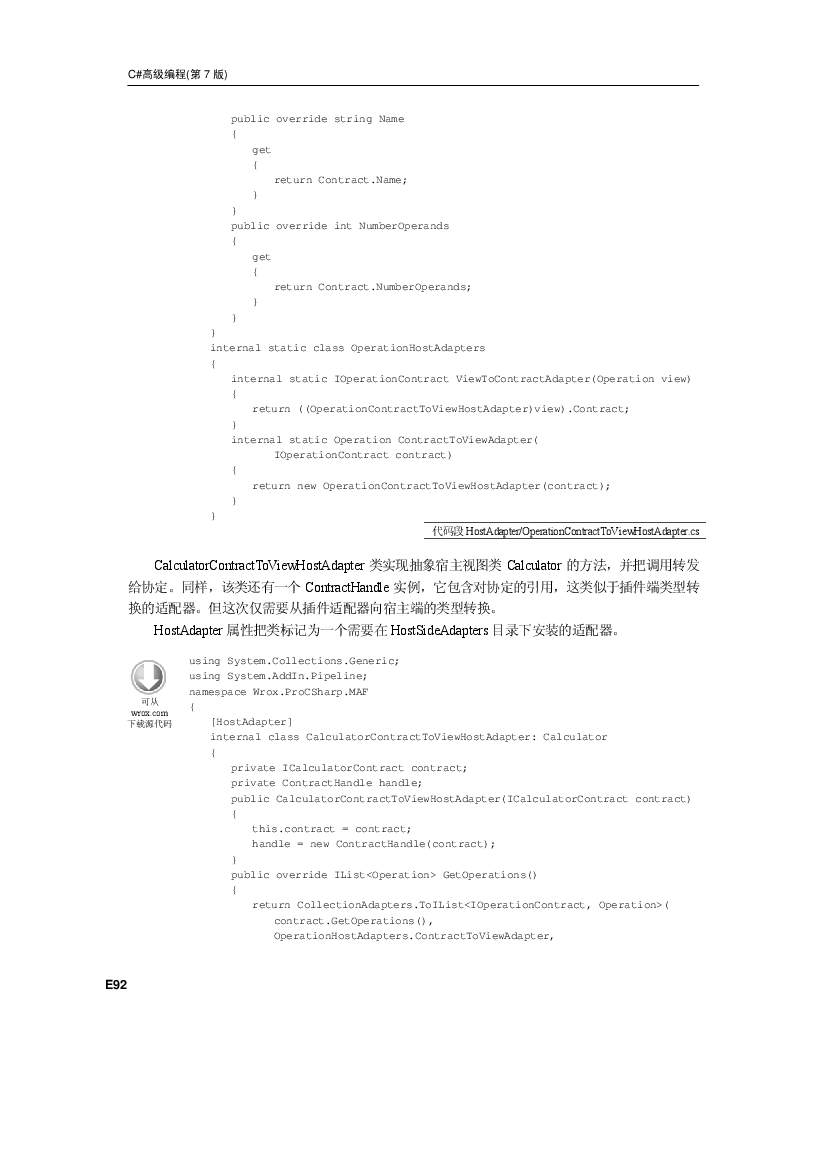 C#高级编程(第 7 版)
public override string Name
{
get
{
return Contract.Name;
}
}
public override int NumberOperands
{
get
{
return Contract.NumberOperands;
}
}
}
internal static class OperationHostAdapters
{
internal static IOperationContract ViewToContractAdapter(Operation view)
{
return ((OperationContractToViewHostAdapter)view).Contract;
}
internal static Operation ContractToViewAdapter(
IOperationContract contract)
{
return new OperationContractToViewHostAdapter(contract);
}
}
代码段 HostAdapter/OperationContractToViewHostAdapter.cs
CalculatorContractToViewHostAdapter 类实现抽象宿主视图类 Calculator 的方法，并把调用转发
给协定。同样，该类还有一个 ContractHandle 实例，它包含对协定的引用，这类似于插件端类型转
换的适配器。但这次仅需要从插件适配器向宿主端的类型转换。
HostAdapter 属性把类标记为一个需要在 HostSideAdapters 目录下安装的适配器。
可从
wrox.com
下载源代码
using System.Collections.Generic;
using System.AddIn.Pipeline;
namespace Wrox.ProCSharp.MAF
{
[HostAdapter]
internal class CalculatorContractToViewHostAdapter: Calculator
{
private ICalculatorContract contract;
private ContractHandle handle;
public CalculatorContractToViewHostAdapter(ICalculatorContract contract)
{
this.contract = contract;
handle = new ContractHandle(contract);
}
public override IList<Operation> GetOperations()
{
return CollectionAdapters.ToIList<IOperationContract, Operation>(
contract.GetOperations(),
OperationHostAdapters.ContractToViewAdapter,
E92